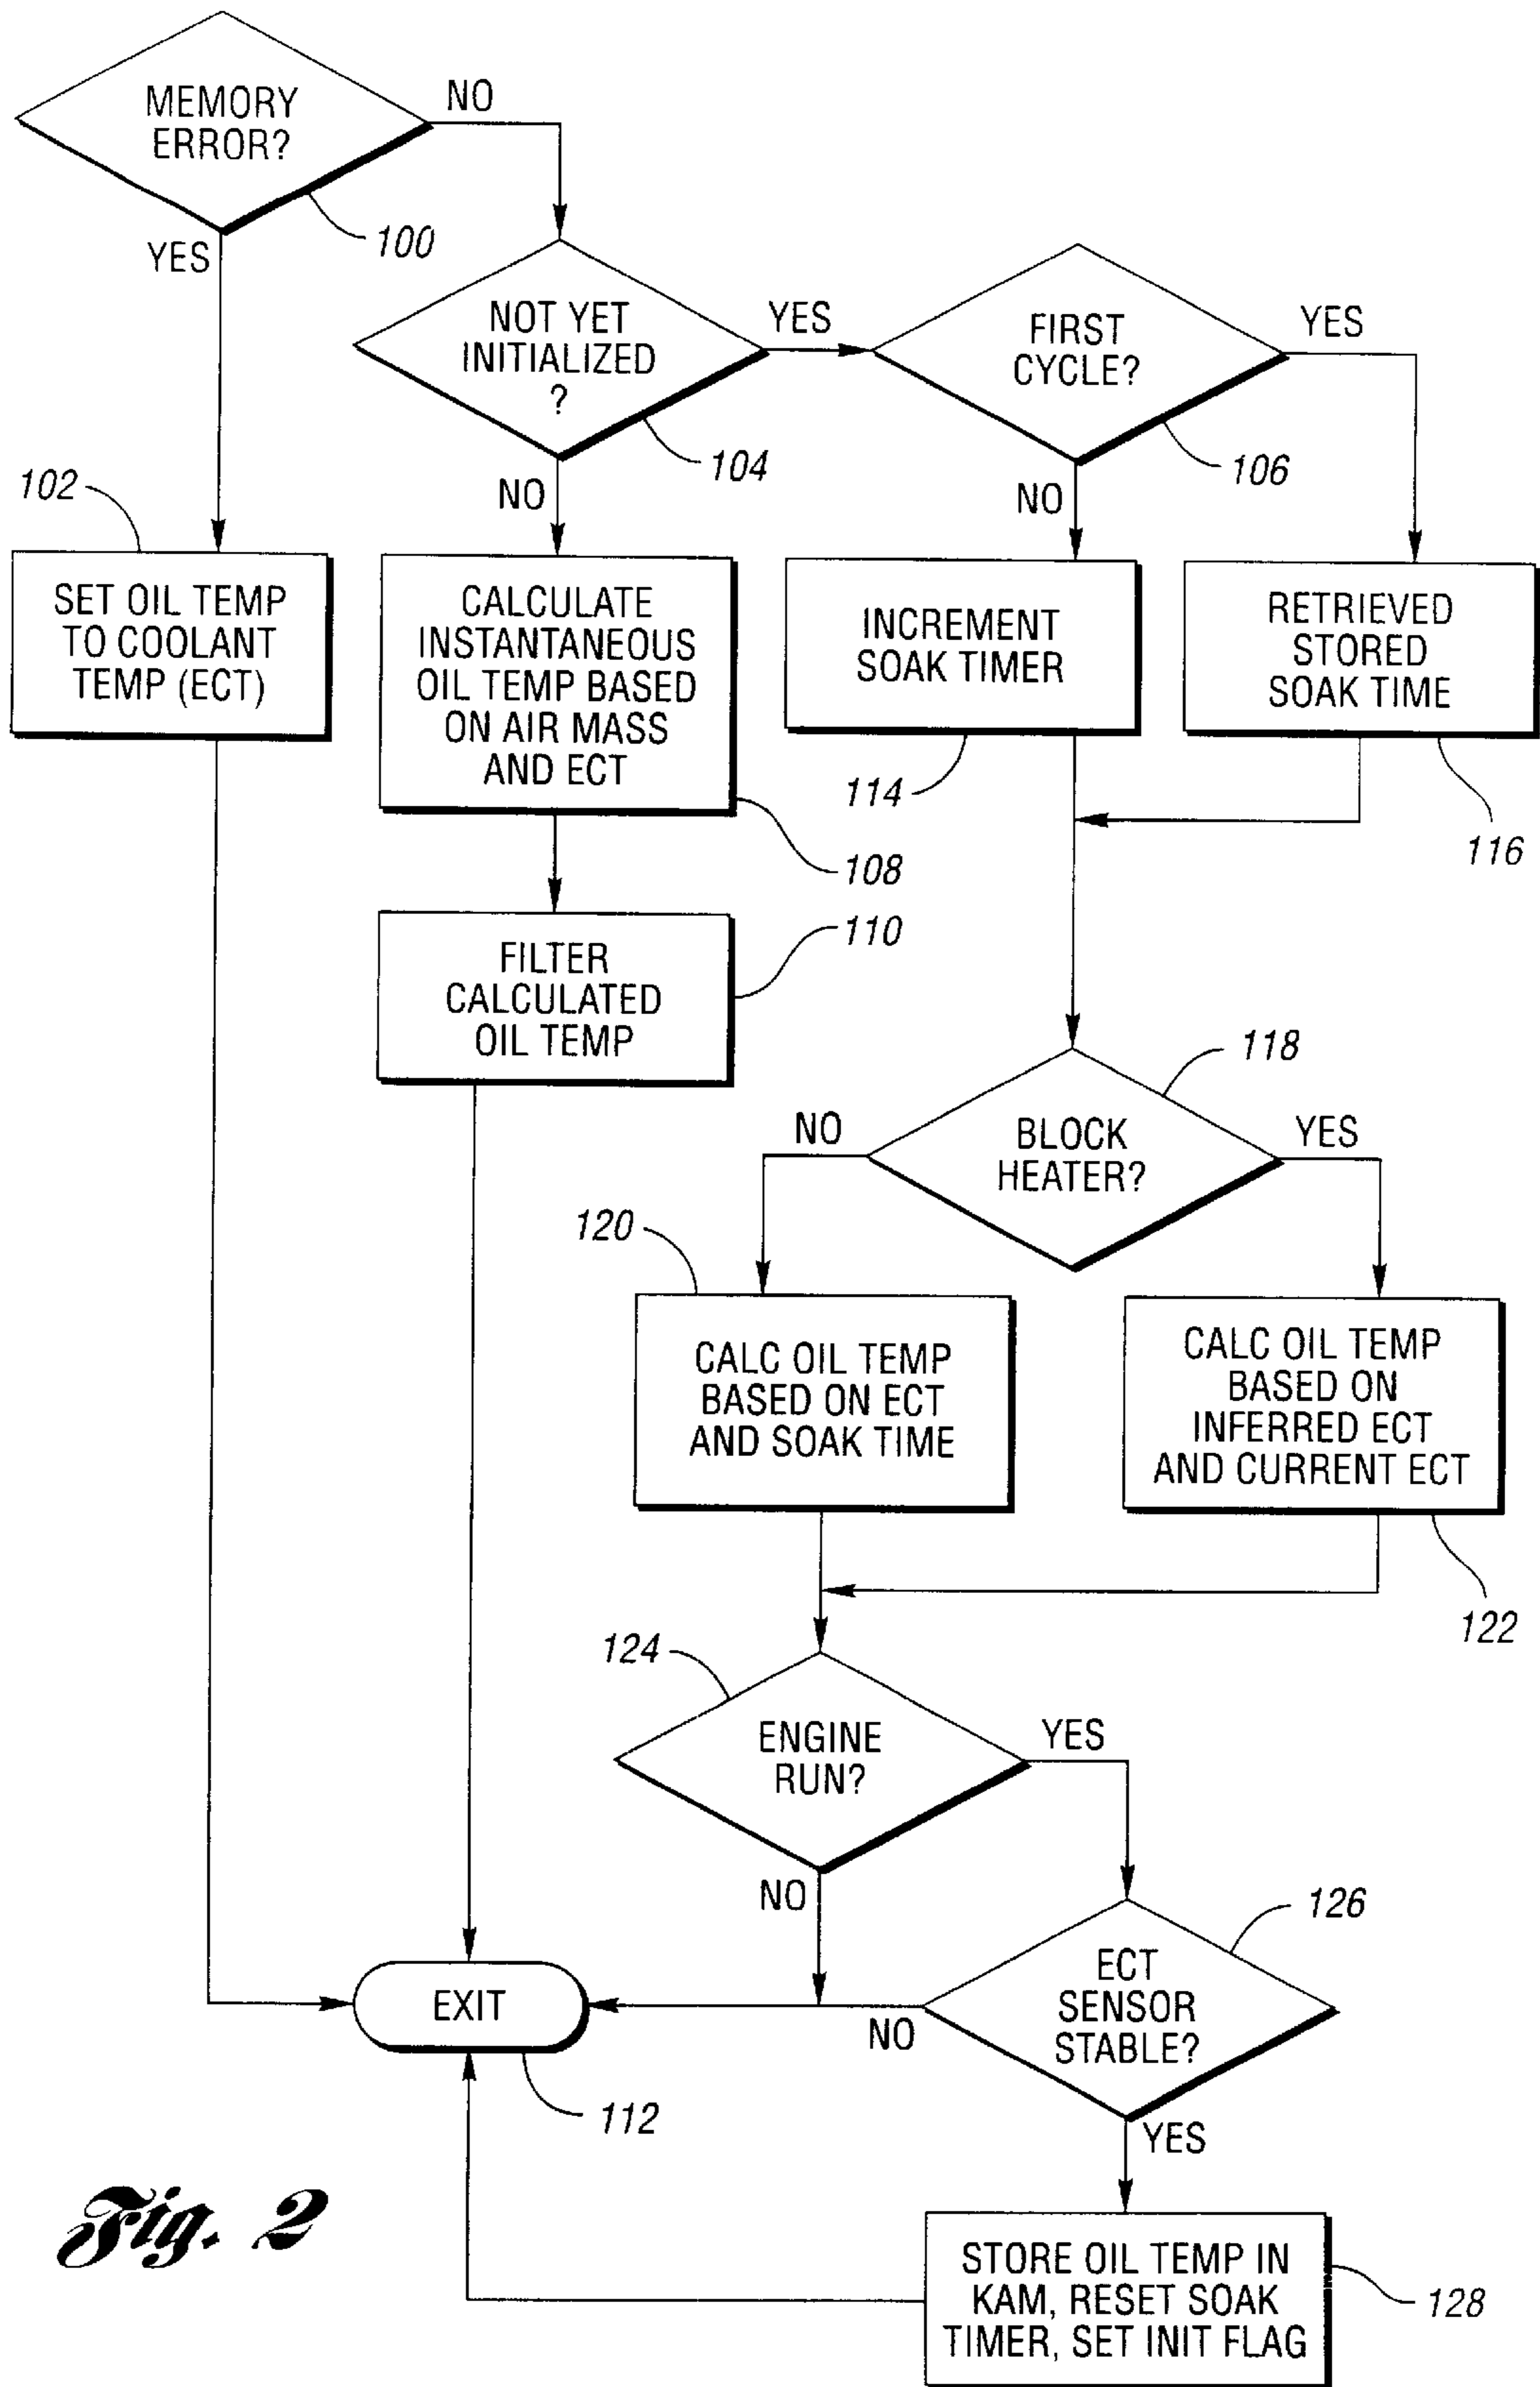 MEMORY
ERROR?
NO
100
YES
NOT YET
INITIALIZED
?
YES
104
NO
FIRST
CYCLE?
YES
106
NO
102
SET OIL TEMP
TO COOLANT
TEMP (ECT)
CALCULATE
INSTANTANEOUS
OIL TEMP BASED
ON AIR MASS
AND ECT
108
INCREMENT
SOAK TIMER
114
RETRIEVED
STORED
SOAK TIME
116
FILTER
CALCULATED
OIL TEMP
110
118
NO
BLOCK
HEATER?
YES
120
CALC OIL TEMP
BASED ON ECT
AND SOAK TIME
CALC OIL TEMP
BASED ON
INFERRED ECT
AND CURRENT ECT
122
124
ENGINE
RUN?
YES
NO
126
ECT
SENSOR
STABLE?
NO
YES
EXIT
112
STORE OIL TEMP IN
KAM, RESET SOAK
TIMER, SET INIT FLAG
128
Fig. 2